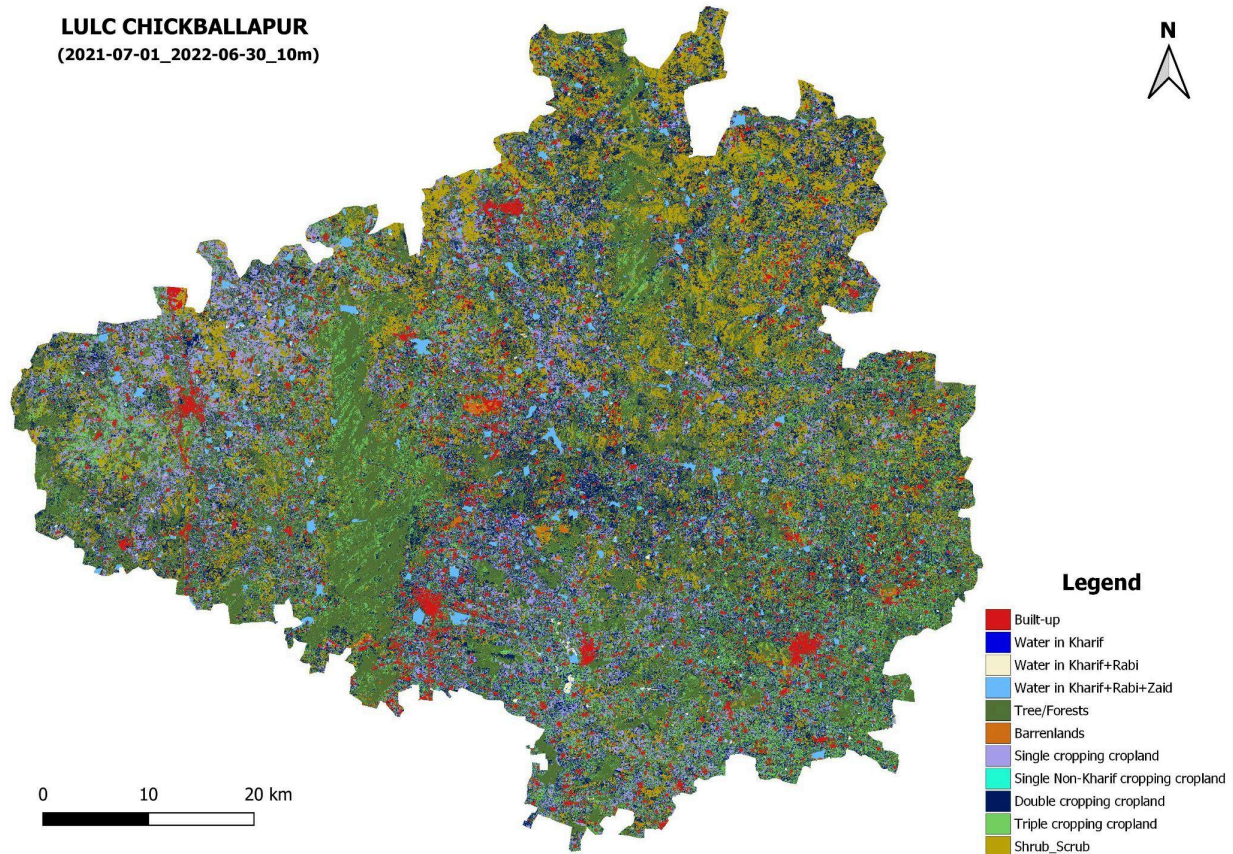 LULC CHICKBALLAPUR
(2021-07-01_2022-06-30_10m)
N
Legend
Built-up
Water in Kharif
Water in Kharif+Rabi
Water in Kharif+Rabi+Zaid
Tree/Forests
Barrenlands
Single cropping cropland
Single Non-Kharif cropping cropland
Double cropping cropland
Triple cropping cropland
Shrub_Scrub
0 10 20 km